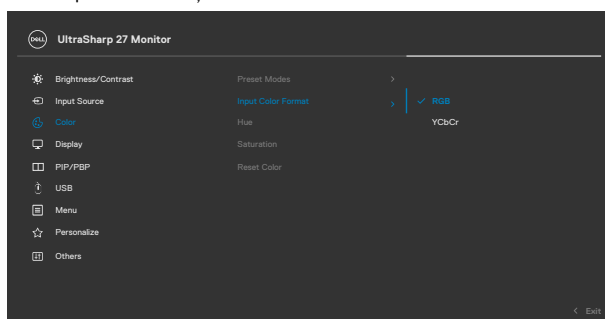 DELL UltraSharp 27 Monitor
Brightness/Contrast Preset Modes >
Input Source Input Color Format > ✓ RGB
Color Hue YCbCr
Display Saturation
PIP/PBP Reset Color
USB
Menu
Personalize
Others
< Exit